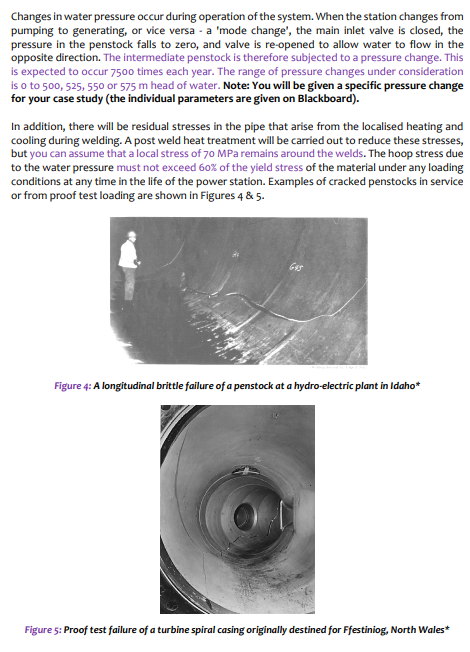 Changes in water pressure occur during operation of the system. When the station changes from
pumping to generating, or vice versa - a 'mode change', the main inlet valve is closed, the
pressure in the penstock falls to zero, and valve is re-opened to allow water to flow in the
opposite direction. The intermediate penstock is therefore subjected to a pressure change. This
is expected to occur 7500 times each year. The range of pressure changes under consideration
is 0 to 500, 525, 550 or 575 m head of water. Note: You will be given a specific pressure change
for your case study (the individual parameters are given on Blackboard).
In addition, there will be residual stresses in the pipe that arise from the localised heating and
cooling during welding. A post weld heat treatment will be carried out to reduce these stresses,
but you can assume that a local stress of 70 MPa remains around the welds. The hoop stress due
to the water pressure must not exceed 60% of the yield stress of the material under any loading
conditions at any time in the life of the power station. Examples of cracked penstocks in service
or from proof test loading are shown in Figures 4 & 5.
Figure 4: A longitudinal brittle failure of a penstock at a hydro-electric plant in Idaho*
Figure 5: Proof test failure of a turbine spiral casing originally destined for Ffestiniog, North Wales*